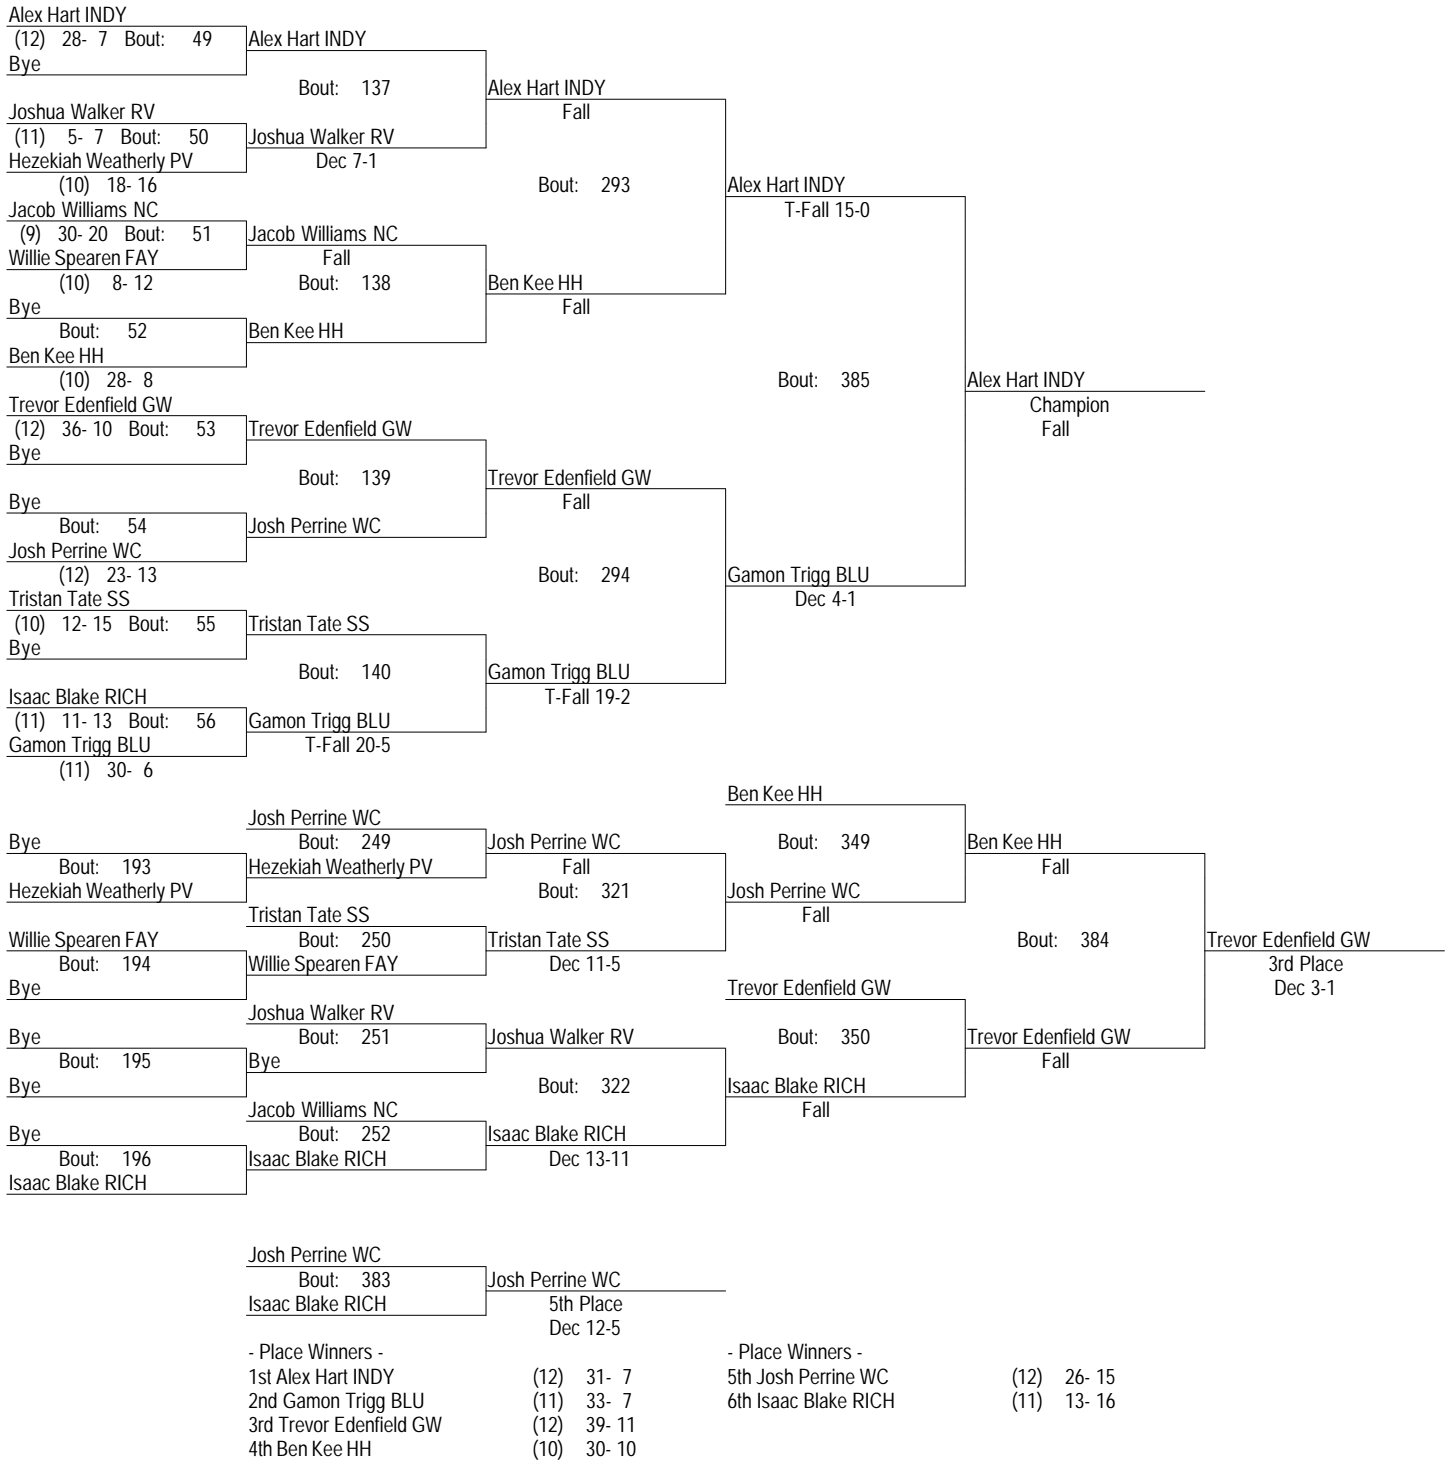 Alex Hart INDY
(12) 28- 7 Bout: 49 Alex Hart INDY
Bye
Bout: 137 Alex Hart INDY
Joshua Walker RV Fall
(11) 5- 7 Bout: 50 Joshua Walker RV
Hezekiah Weatherly PV Dec 7-1
(10) 18- 16 Bout: 293 Alex Hart INDY
Jacob Williams NC T-Fall 15-0
(9) 30- 20 Bout: 51 Jacob Williams NC
Willie Spearen FAY Fall
(10) 8- 12 Bout: 138 Ben Kee HH
Bye Fall
Bout: 52 Ben Kee HH
Ben Kee HH
(10) 28- 8 Bout: 385 Alex Hart INDY
Trevor Edenfield GW Champion
(12) 36- 10 Bout: 53 Trevor Edenfield GW Fall
Bye
Bout: 139 Trevor Edenfield GW
Bye Fall
Bout: 54 Josh Perrine WC
Josh Perrine WC
(12) 23- 13 Bout: 294 Gamon Trigg BLU
Tristan Tate SS Dec 4-1
(10) 12- 15 Bout: 55 Tristan Tate SS
Bye
Bout: 140 Gamon Trigg BLU
Isaac Blake RICH T-Fall 19-2
(11) 11- 13 Bout: 56 Gamon Trigg BLU
Gamon Trigg BLU T-Fall 20-5
(11) 30- 6
Ben Kee HH
Josh Perrine WC
Bye Bout: 249 Josh Perrine WC Bout: 349 Ben Kee HH
Bout: 193 Hezekiah Weatherly PV Fall Fall
Hezekiah Weatherly PV Bout: 321 Josh Perrine WC
Tristan Tate SS Fall
Willie Spearen FAY Bout: 250 Tristan Tate SS Bout: 384 Trevor Edenfield GW
Bout: 194 Willie Spearen FAY Dec 11-5 3rd Place
Bye Trevor Edenfield GW Dec 3-1
Joshua Walker RV
Bye Bout: 251 Joshua Walker RV Bout: 350 Trevor Edenfield GW
Bout: 195 Bye Fall
Bye Bout: 322 Isaac Blake RICH
Jacob Williams NC Fall
Bye Bout: 252 Isaac Blake RICH
Bout: 196 Isaac Blake RICH Dec 13-11
Isaac Blake RICH
Josh Perrine WC
Bout: 383 Josh Perrine WC
Isaac Blake RICH 5th Place
Dec 12-5
- Place Winners - - Place Winners -
1st Alex Hart INDY (12) 31- 7 5th Josh Perrine WC (12) 26- 15
2nd Gamon Trigg BLU (11) 33- 7 6th Isaac Blake RICH (11) 13- 16
3rd Trevor Edenfield GW (12) 39- 11
4th Ben Kee HH (10) 30- 10